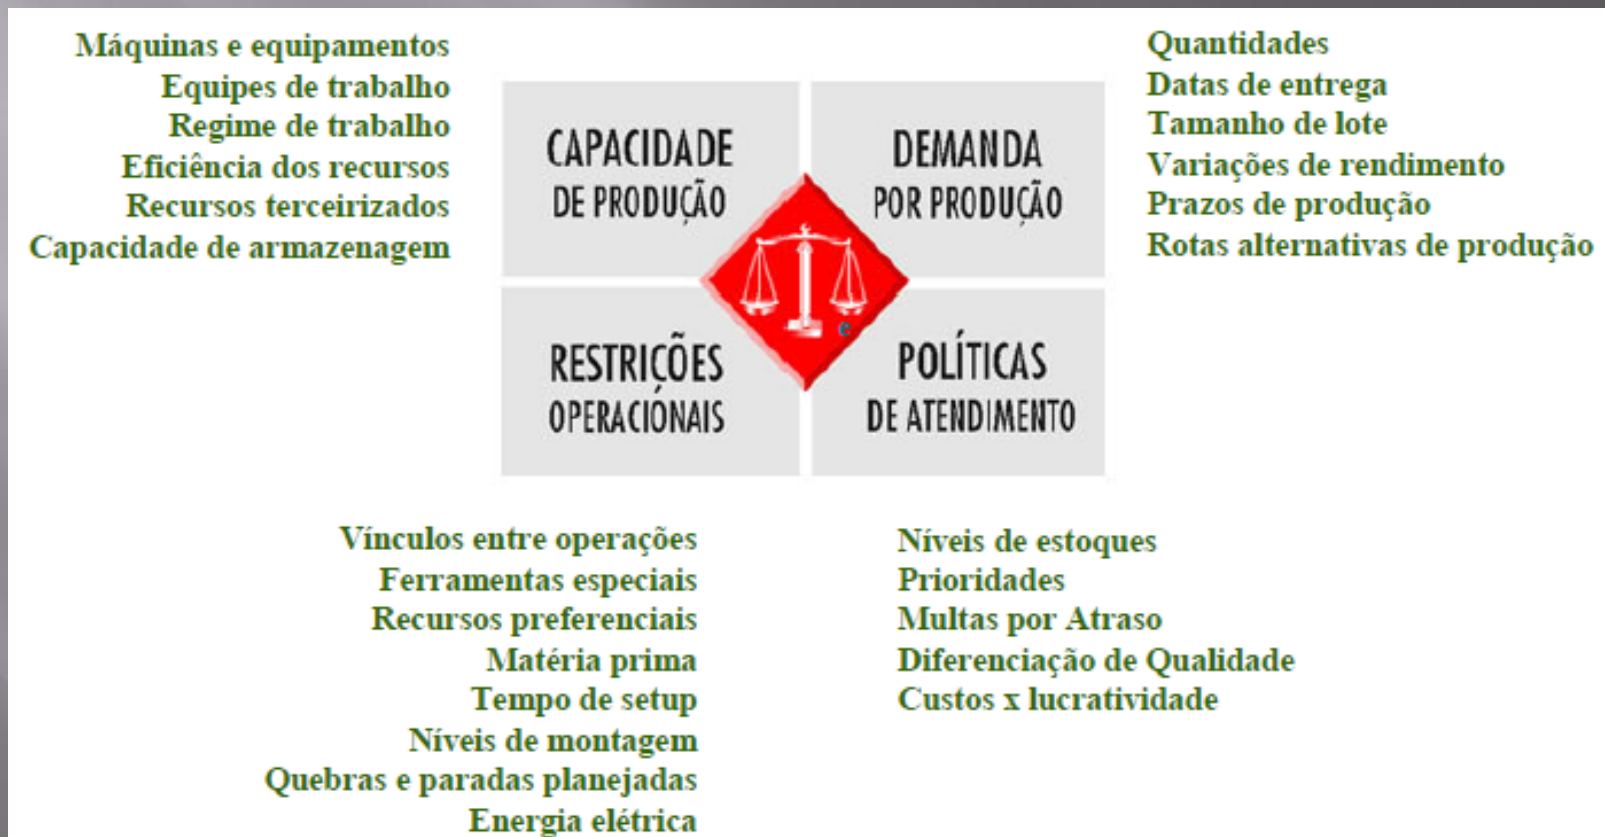 Máquinas e equipamentos
Equipes de trabalho
Regime de trabalho
Eficiência dos recursos
Recursos terceirizados
Capacidade de armazenagem
CAPACIDADE
DE PRODUÇÃO
DEMANDA
POR PRODUÇÃO
Quantidades
Datas de entrega
Tamanho de lote
Variações de rendimento
Prazos de produção
Rotas alternativas de produção
e
RESTRIÇÕES
OPERACIONAIS
POLÍTICAS
DE ATENDIMENTO
Vínculos entre operações
Ferramentas especiais
Recursos preferenciais
Matéria prima
Tempo de setup
Níveis de montagem
Quebras e paradas planejadas
Energia elétrica
Níveis de estoques
Prioridades
Multas por Atraso
Diferenciação de Qualidade
Custos x lucratividade